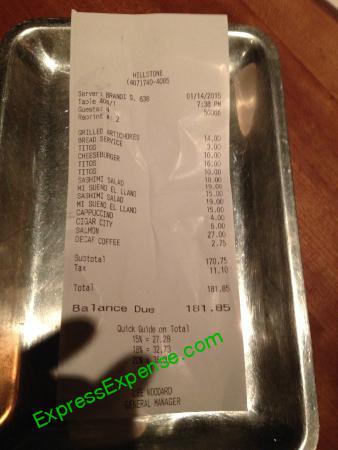 HILLSTONE
(407)740-4005
Server: BRANDI D. 638 01/14/2015
Table 408/1 7:38 PM
Guests: 4 50066
Reprint #: 2
GRILLED ARTICHOKES 14.00
BREAD SERVICE 3.00
TITOS 10.00
CHEESEBURGER 16.00
TITOS 10.00
TITOS 10.00
SASHIMI SALAD 19.00
MI SUENO EL LLANO 15.00
SASHIMI SALAD 19.00
MI SUENO EL LLANO 15.00
CAPPUCCINO 4.00
CIGAR CITY 6.00
SALMON 27.00
DECAF COFFEE 2.75
Subtotal 170.75
Tax 11.10
Total 181.85
Balance Due 181.85
Quick Guide on Total
15% = 27.28
18% = 32.73
20%
ExpressExpense.com
WOODARD
GENERAL MANAGER